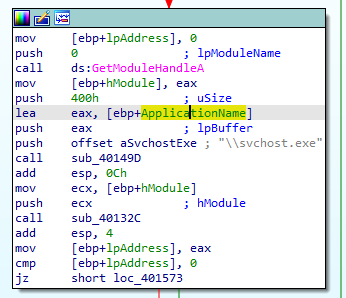 mov [ebp+lpAddress], 0
push 0 ; lpModuleName
call ds:GetModuleHandleA
mov [ebp+hModule], eax
push 400h ; uSize
lea eax, [ebp+ApplicationName]
push eax ; lpBuffer
push offset aSvchostExe ; "\\svchost.exe"
call sub_40149D
add esp, 0Ch
mov ecx, [ebp+hModule]
push ecx ; hModule
call sub_40132C
add esp, 4
mov [ebp+lpAddress], eax
cmp [ebp+lpAddress], 0
jz short loc_401573